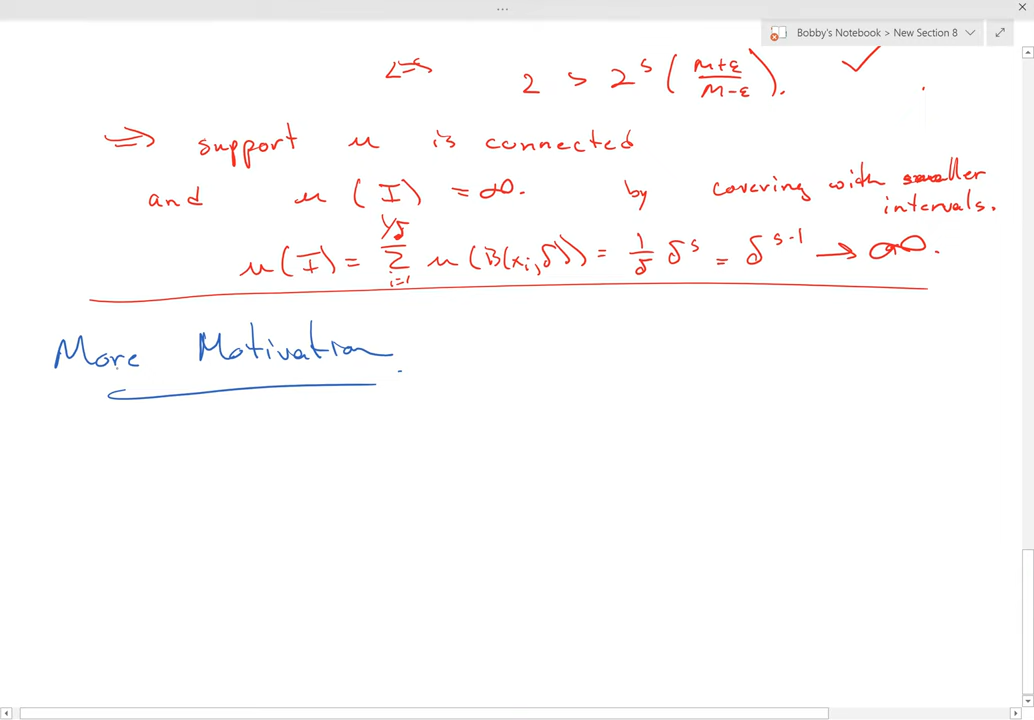 Bobby's Notebook > New Section 8
<=> 2 > 2^s ( M+ε / M-ε ). ✓
=> support μ is connected
and μ ( I ) = ∞. by covering with smaller intervals.
μ ( I ) = Σ_{i=1}^{1/δ} μ ( B(x_i, δ) ) = 1/δ δ^s = δ^{s-1} → ∞.
More Motivation.